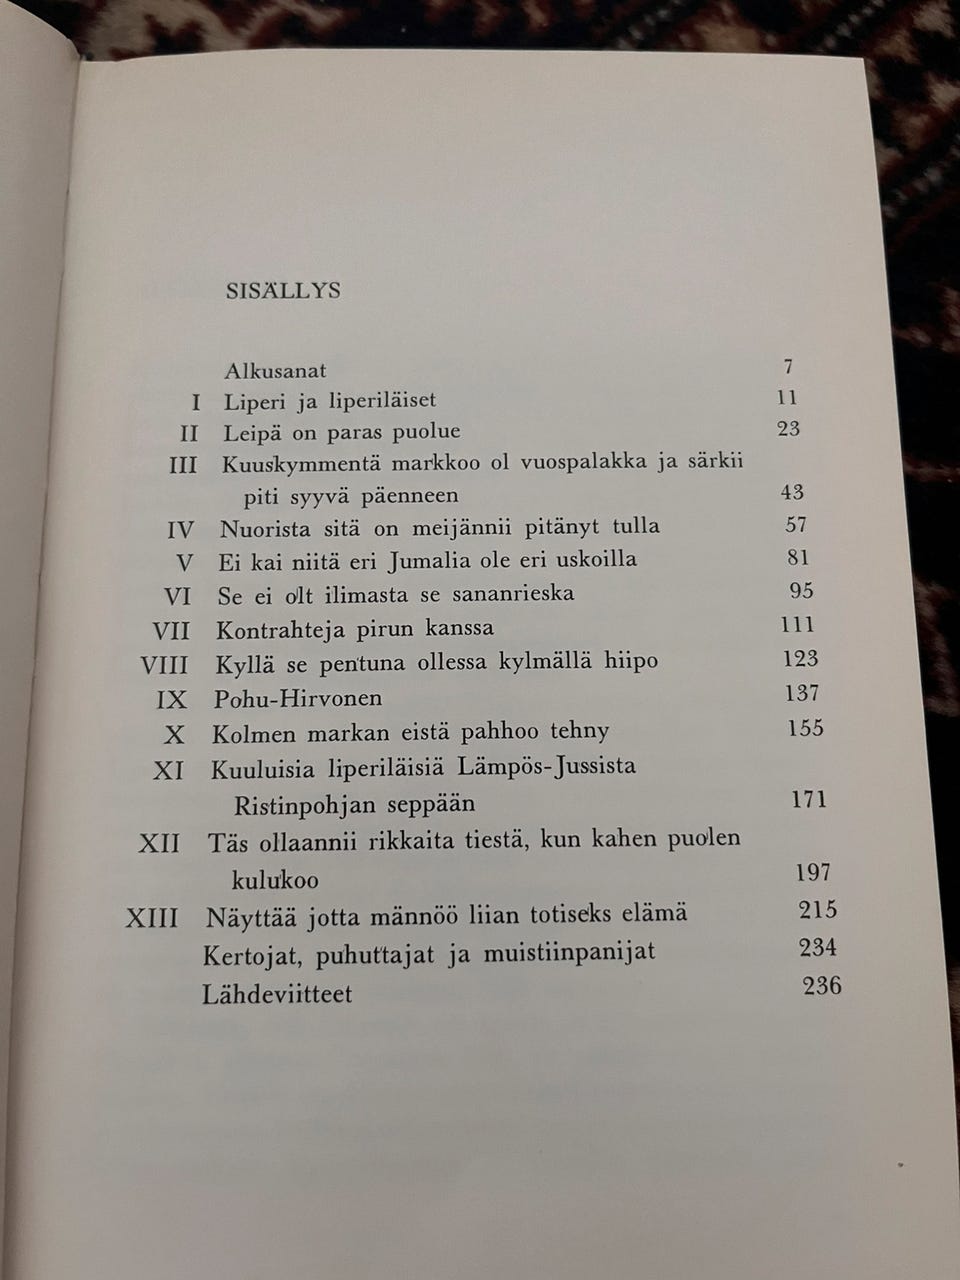 SISÄLLYS
Alkusanat 7
I Liperi ja liperiläiset 11
II Leipä on paras puolue 23
III Kuuskymmentä markkoo ol vuospalakka ja särkii
piti syyvä päenneen 43
IV Nuorista sitä on meijännii pitänyt tulla 57
V Ei kai niitä eri Jumalia ole eri uskoilla 81
VI Se ei olt ilimasta se sananrieska 95
VII Kontrahteja pirun kanssa 111
VIII Kyllä se pentuna ollessa kylmällä hiipo 123
IX Pohu-Hirvonen 137
X Kolmen markan eistä pahhoo tehny 155
XI Kuuluisia liperiläisiä Lämpös-Jussista
Ristinpohjan seppään 171
XII Täs ollaannii rikkaita tiestä, kun kahen puolen
kulukoo 197
XIII Näyttää jotta männöö liian totiseks elämä 215
Kertojat, puhuttajat ja muistiinpanijat 234
Lähdeviitteet 236